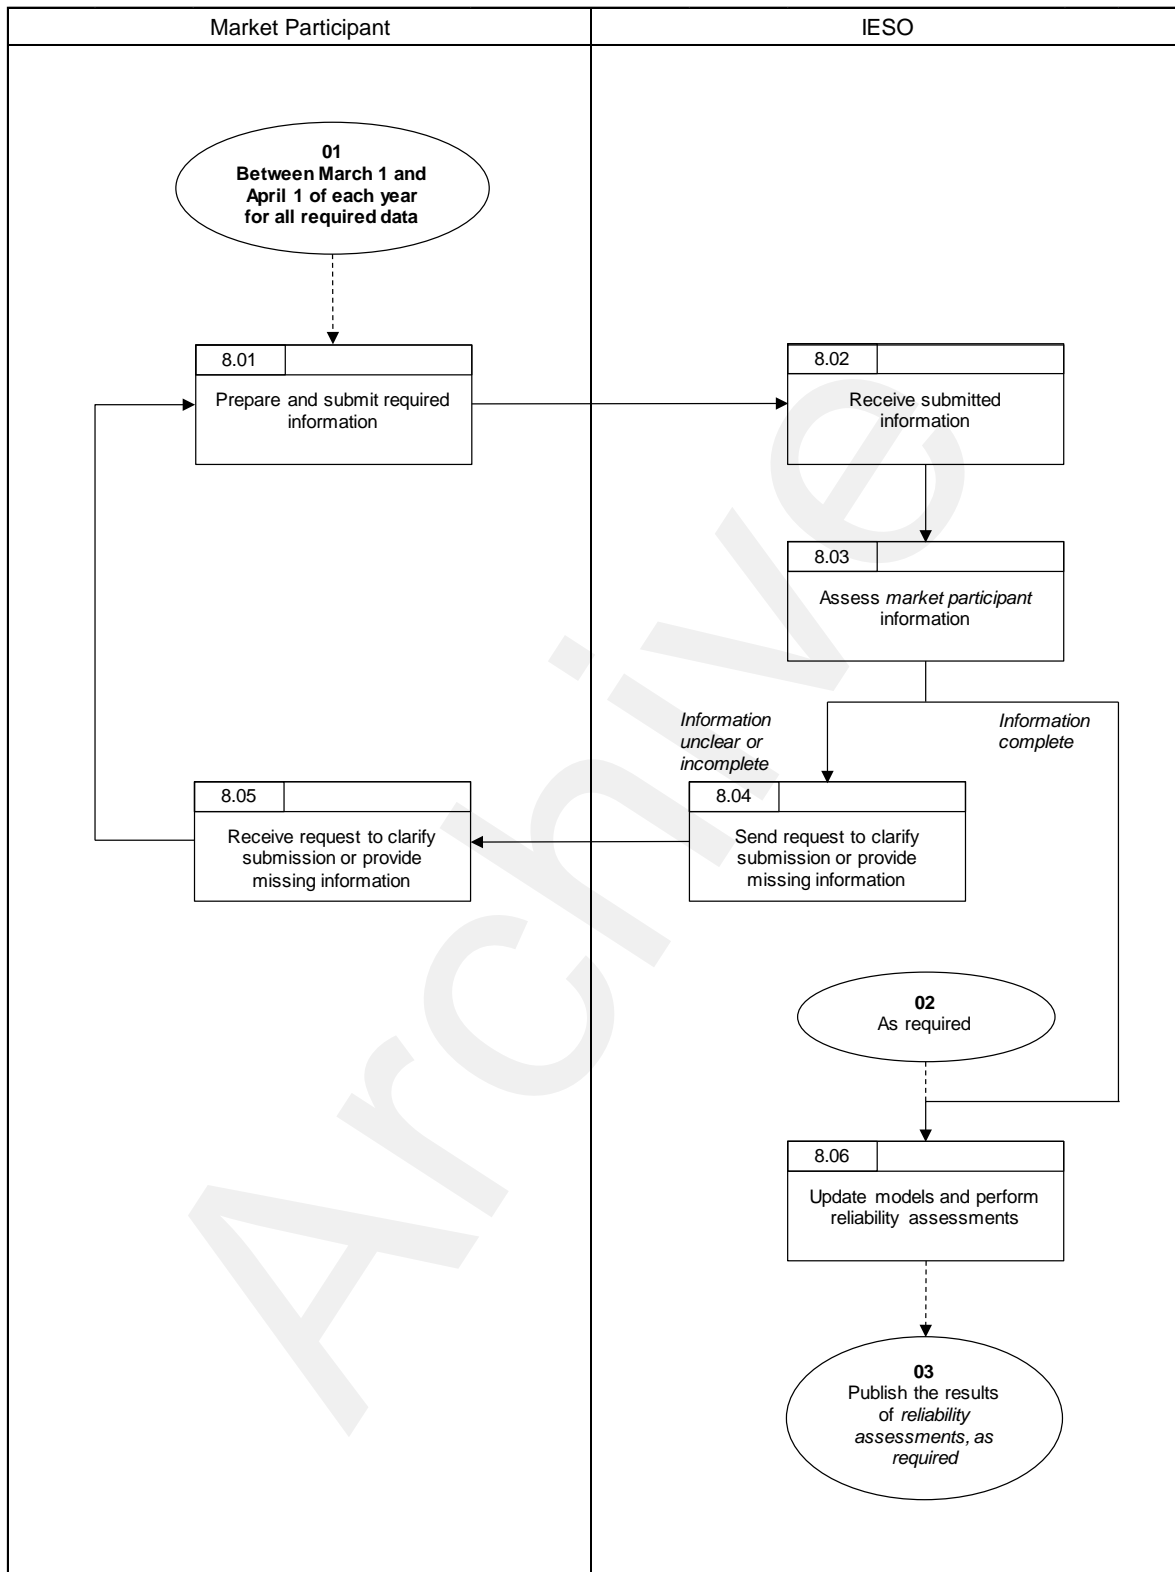 Market Participant
IESO
01
Between March 1 and
April 1 of each year
for all required data
8.01
Prepare and submit required
information
8.02
Receive submitted
information
8.03
Assess market participant
information
Information
unclear or
incomplete
Information
complete
8.05
Receive request to clarify
submission or provide
missing information
8.04
Send request to clarify
submission or provide
missing information
02
As required
8.06
Update models and perform
reliability assessments
03
Publish the results
of reliability
assessments, as
required
Archive